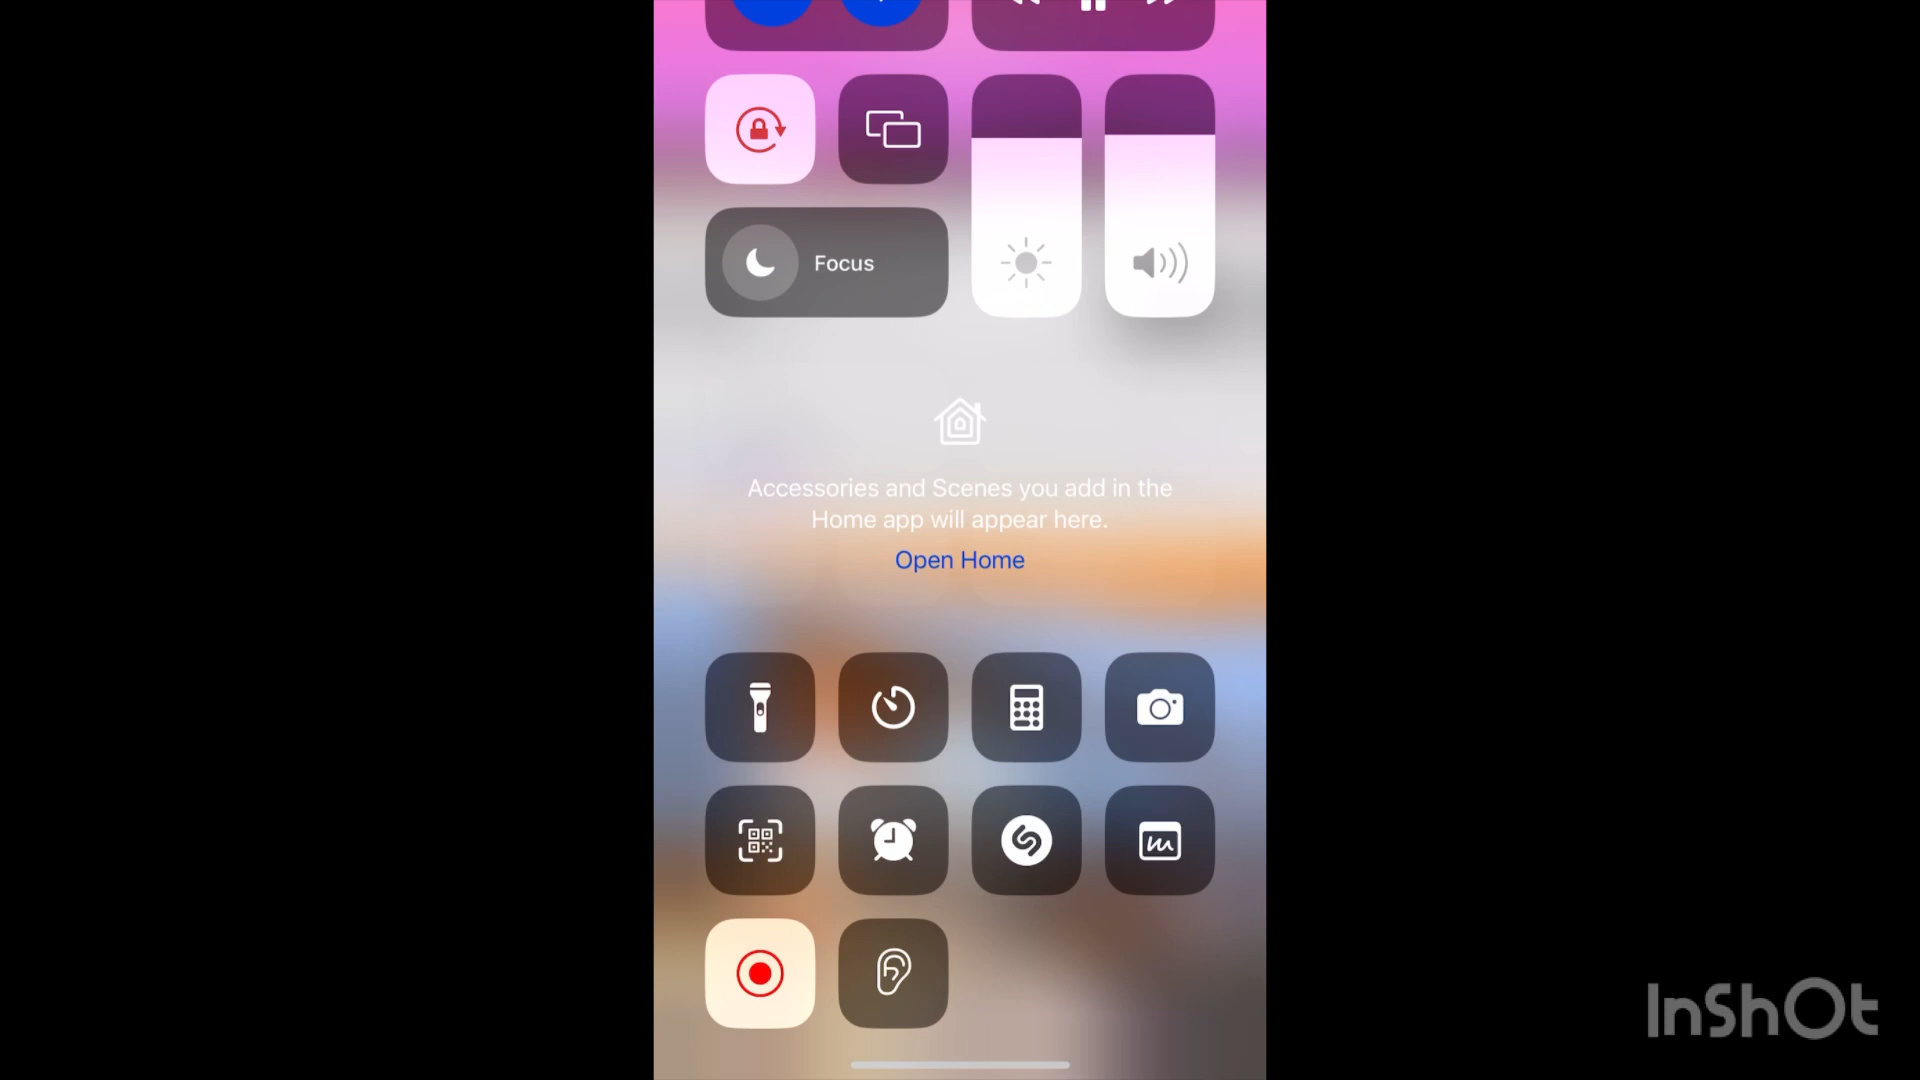 Focus
Accessories and Scenes you add in the
Home app will appear here.
Open Home
InShOt